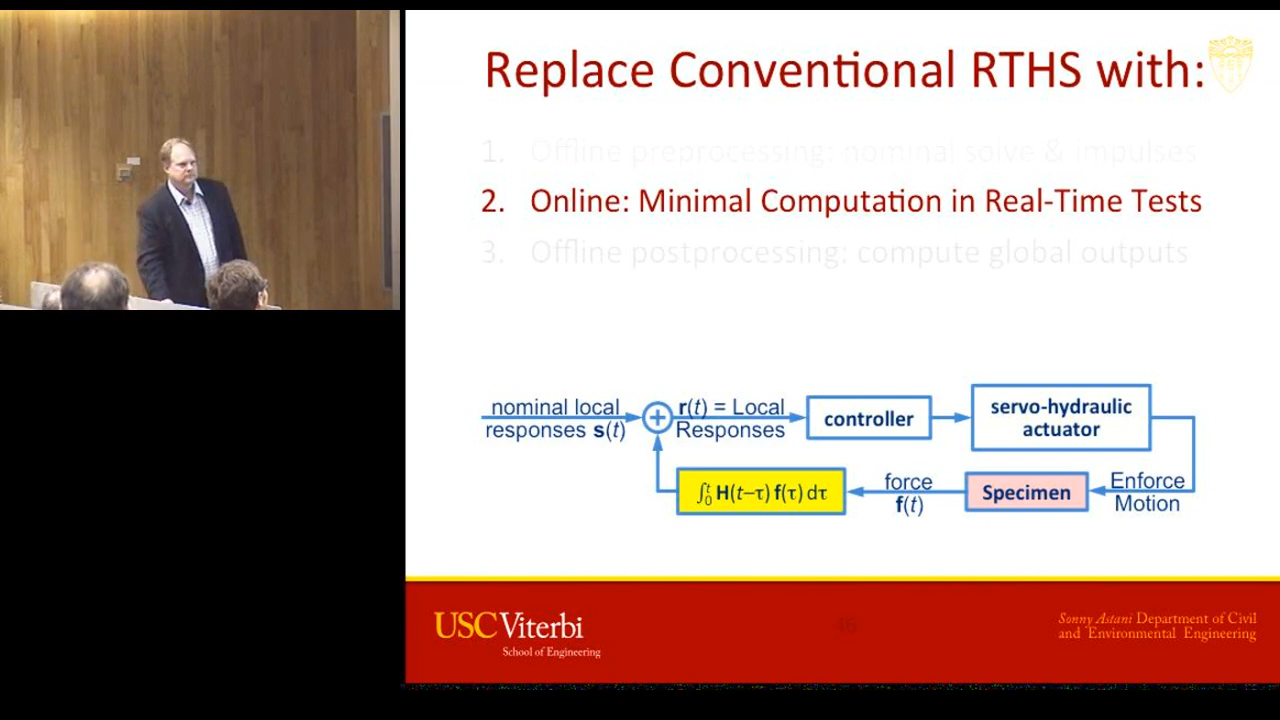 Replace Conventional RTHS with:
1. Offline preprocessing: nominal solve & impulses
2. Online: Minimal Computation in Real-Time Tests
3. Offline postprocessing: compute global outputs
nominal local
responses s(t)
+
r(t) = Local
Responses
controller
servo-hydraulic
actuator
∫₀ᵗ H(t−τ) f(τ) dτ
force
f(t)
Specimen
Enforce
Motion
USC Viterbi
School of Engineering
46
Sonny Astani Department of Civil
and Environmental Engineering